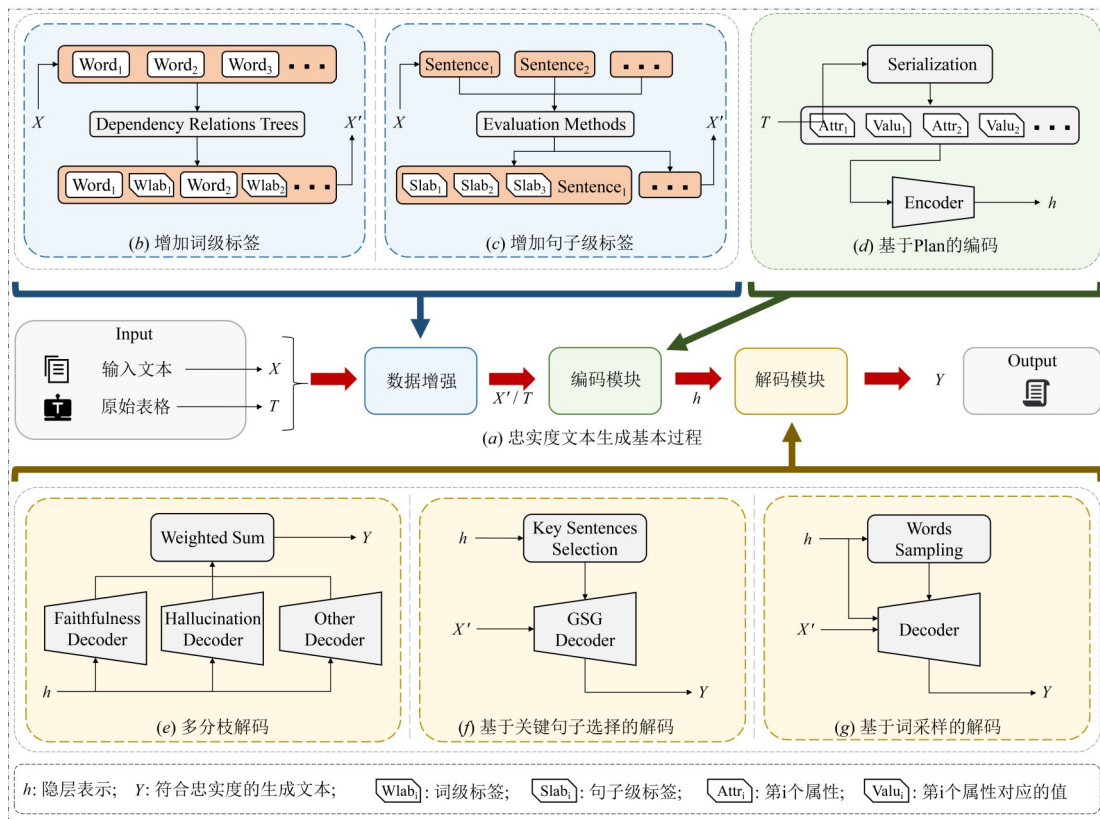 Word₁ Word₂ Word₃ ▪ ▪ ▪
X
Dependency Relations Trees
X′
Word₁ Wlab₁ Word₂ Wlab₂ ▪ ▪ ▪
(b) 增加词级标签
Sentence₁ Sentence₂ ▪ ▪ ▪
X
Evaluation Methods
X′
Slab₁ Slab₂ Slab₃ Sentence₁ ▪ ▪ ▪
(c) 增加句子级标签
Serialization
T
Attr₁ Valu₁ Attr₂ Valu₂ ▪ ▪ ▪
Encoder
h
(d) 基于Plan的编码
Input
输入文本 X
原始表格 T
数据增强
X′ / T
编码模块
h
解码模块
Y
Output
(a) 忠实度文本生成基本过程
Weighted Sum
Y
Faithfulness
Decoder
Hallucination
Decoder
Other
Decoder
h
(e) 多分枝解码
h
Key Sentences
Selection
X′
GSG
Decoder
Y
(f) 基于关键句子选择的解码
h
Words
Sampling
X′
Decoder
Y
(g) 基于词采样的解码
h: 隐层表示; Y: 符合忠实度的生成文本; Wlabᵢ: 词级标签; Slabᵢ: 句子级标签; Attrᵢ: 第i个属性; Valuᵢ: 第i个属性对应的值